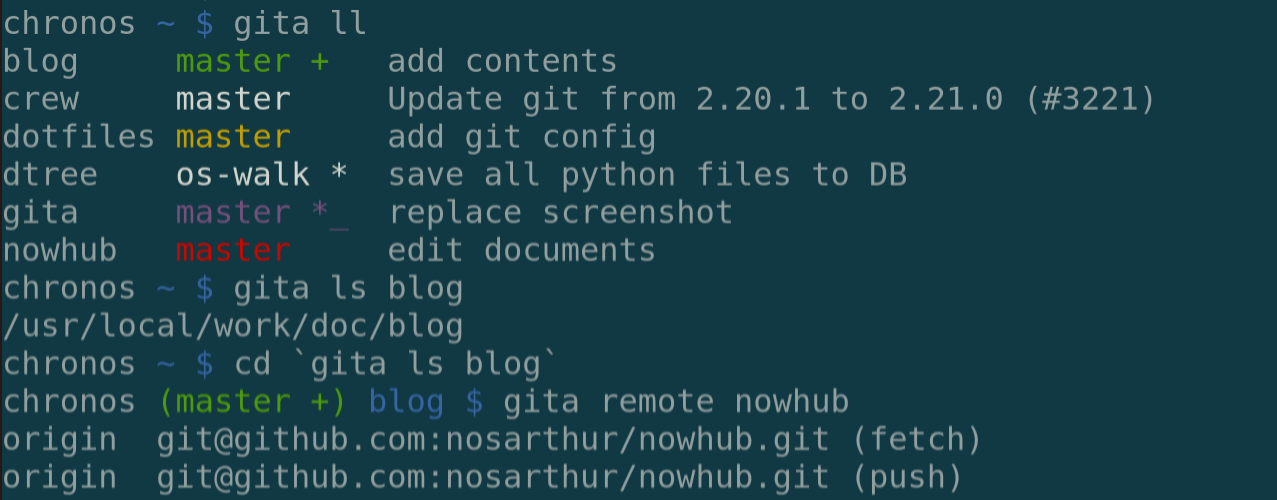 chronos ~ $ gita ll
blog     master +   add contents
crew     master     Update git from 2.20.1 to 2.21.0 (#3221)
dotfiles master     add git config
dtree    os-walk *  save all python files to DB
gita     master *_  replace screenshot
nowhub   master     edit documents
chronos ~ $ gita ls blog
/usr/local/work/doc/blog
chronos ~ $ cd `gita ls blog`
chronos (master +) blog $ gita remote nowhub
origin  git@github.com:nosarthur/nowhub.git (fetch)
origin  git@github.com:nosarthur/nowhub.git (push)